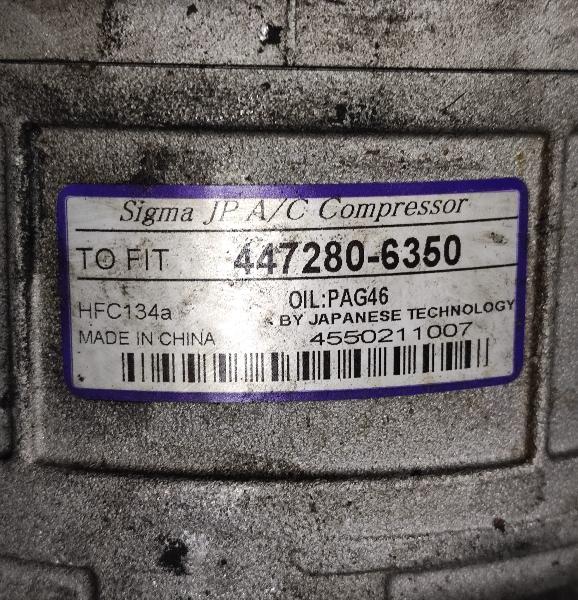 Sigma JP A/C Compressor
TO FIT 447280-6350
HFC134a OIL:PAG46
BY JAPANESE TECHNOLOGY
MADE IN CHINA 4550211007